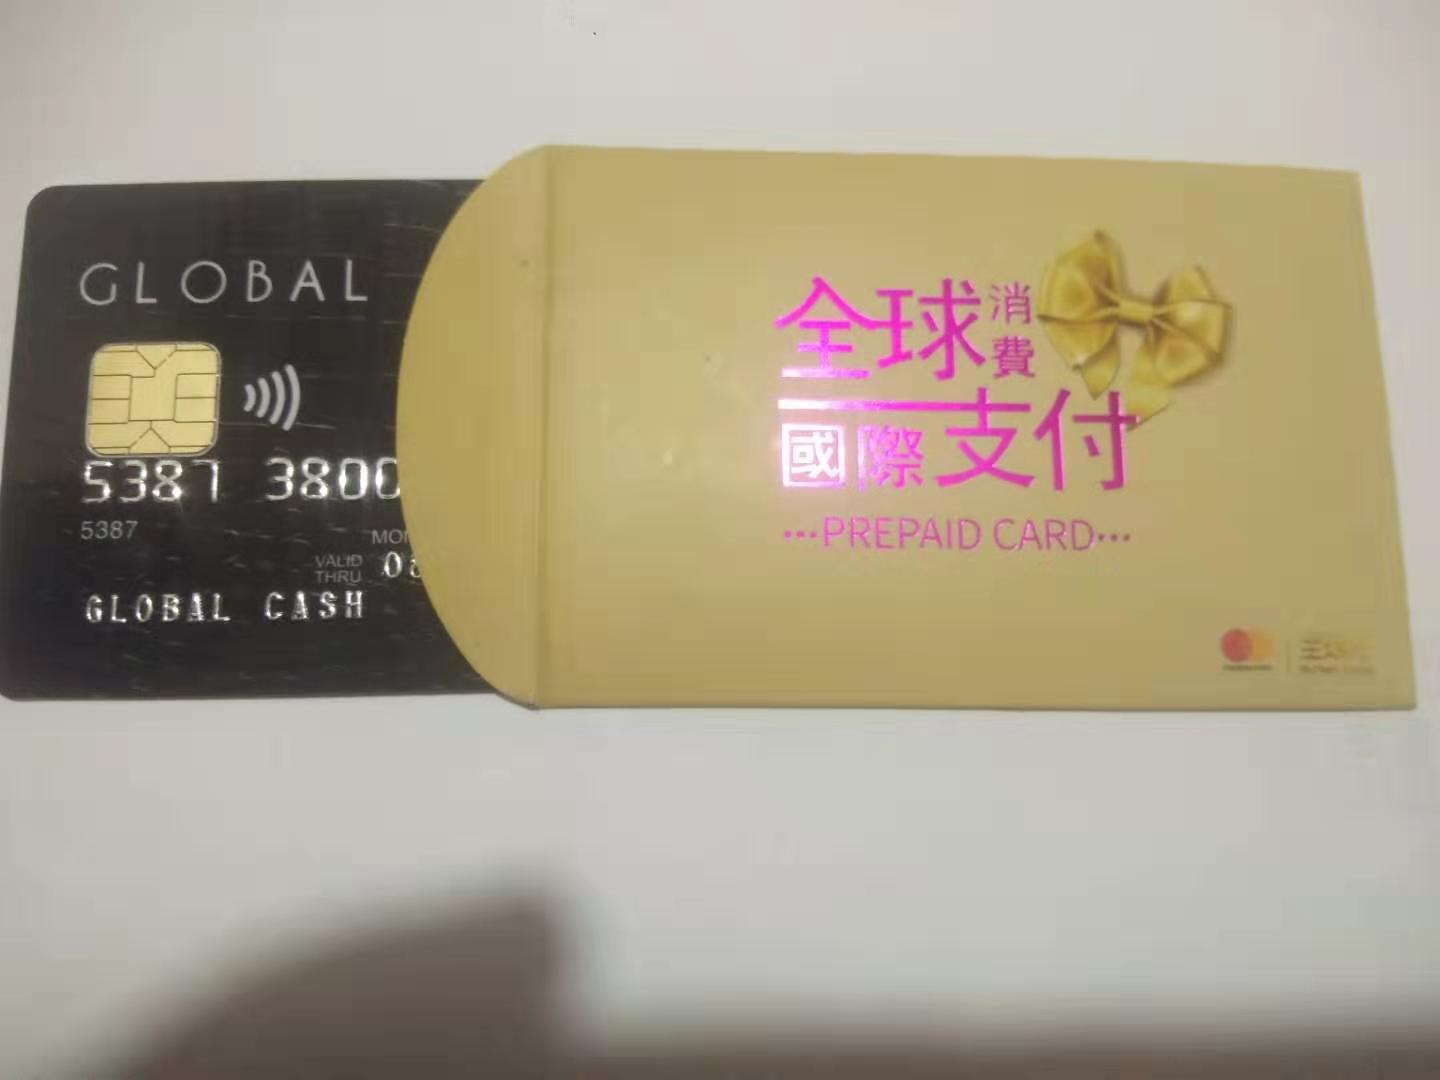 GLOBAL
5387 3800
5387
VALID
THRU
GLOBAL CASH
全球消費
國際支付
···PREPAID CARD···